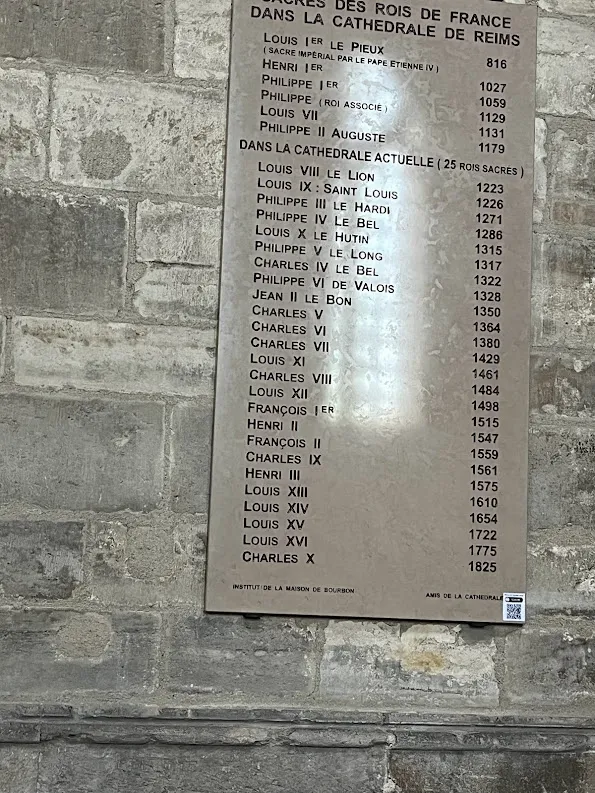 SACRES DES ROIS DE FRANCE
DANS LA CATHEDRALE DE REIMS
LOUIS IER LE PIEUX 816
( SACRE IMPÉRIAL PAR LE PAPE ETIENNE IV )
HENRI IER 1027
PHILIPPE IER 1059
PHILIPPE ( ROI ASSOCIÉ ) 1129
LOUIS VII 1131
PHILIPPE II AUGUSTE 1179
DANS LA CATHEDRALE ACTUELLE ( 25 ROIS SACRES )
LOUIS VIII LE LION 1223
LOUIS IX : SAINT LOUIS 1226
PHILIPPE III LE HARDI 1271
PHILIPPE IV LE BEL 1286
LOUIS X LE HUTIN 1315
PHILIPPE V LE LONG 1317
CHARLES IV LE BEL 1322
PHILIPPE VI DE VALOIS 1328
JEAN II LE BON 1350
CHARLES V 1364
CHARLES VI 1380
CHARLES VII 1429
LOUIS XI 1461
CHARLES VIII 1484
LOUIS XII 1498
FRANÇOIS IER 1515
HENRI II 1547
FRANÇOIS II 1559
CHARLES IX 1561
HENRI III 1575
LOUIS XIII 1610
LOUIS XIV 1654
LOUIS XV 1722
LOUIS XVI 1775
CHARLES X 1825
INSTITUT DE LA MAISON DE BOURBON AMIS DE LA CATHEDRALE